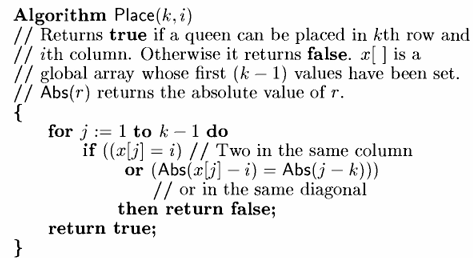 Algorithm Place(k, i)
// Returns true if a queen can be placed in kth row and
// ith column. Otherwise it returns false. x[ ] is a
// global array whose first (k − 1) values have been set.
// Abs(r) returns the absolute value of r.
{
for j := 1 to k − 1 do
if ((x[j] = i) // Two in the same column
or (Abs(x[j] − i) = Abs(j − k)))
// or in the same diagonal
then return false;
return true;
}